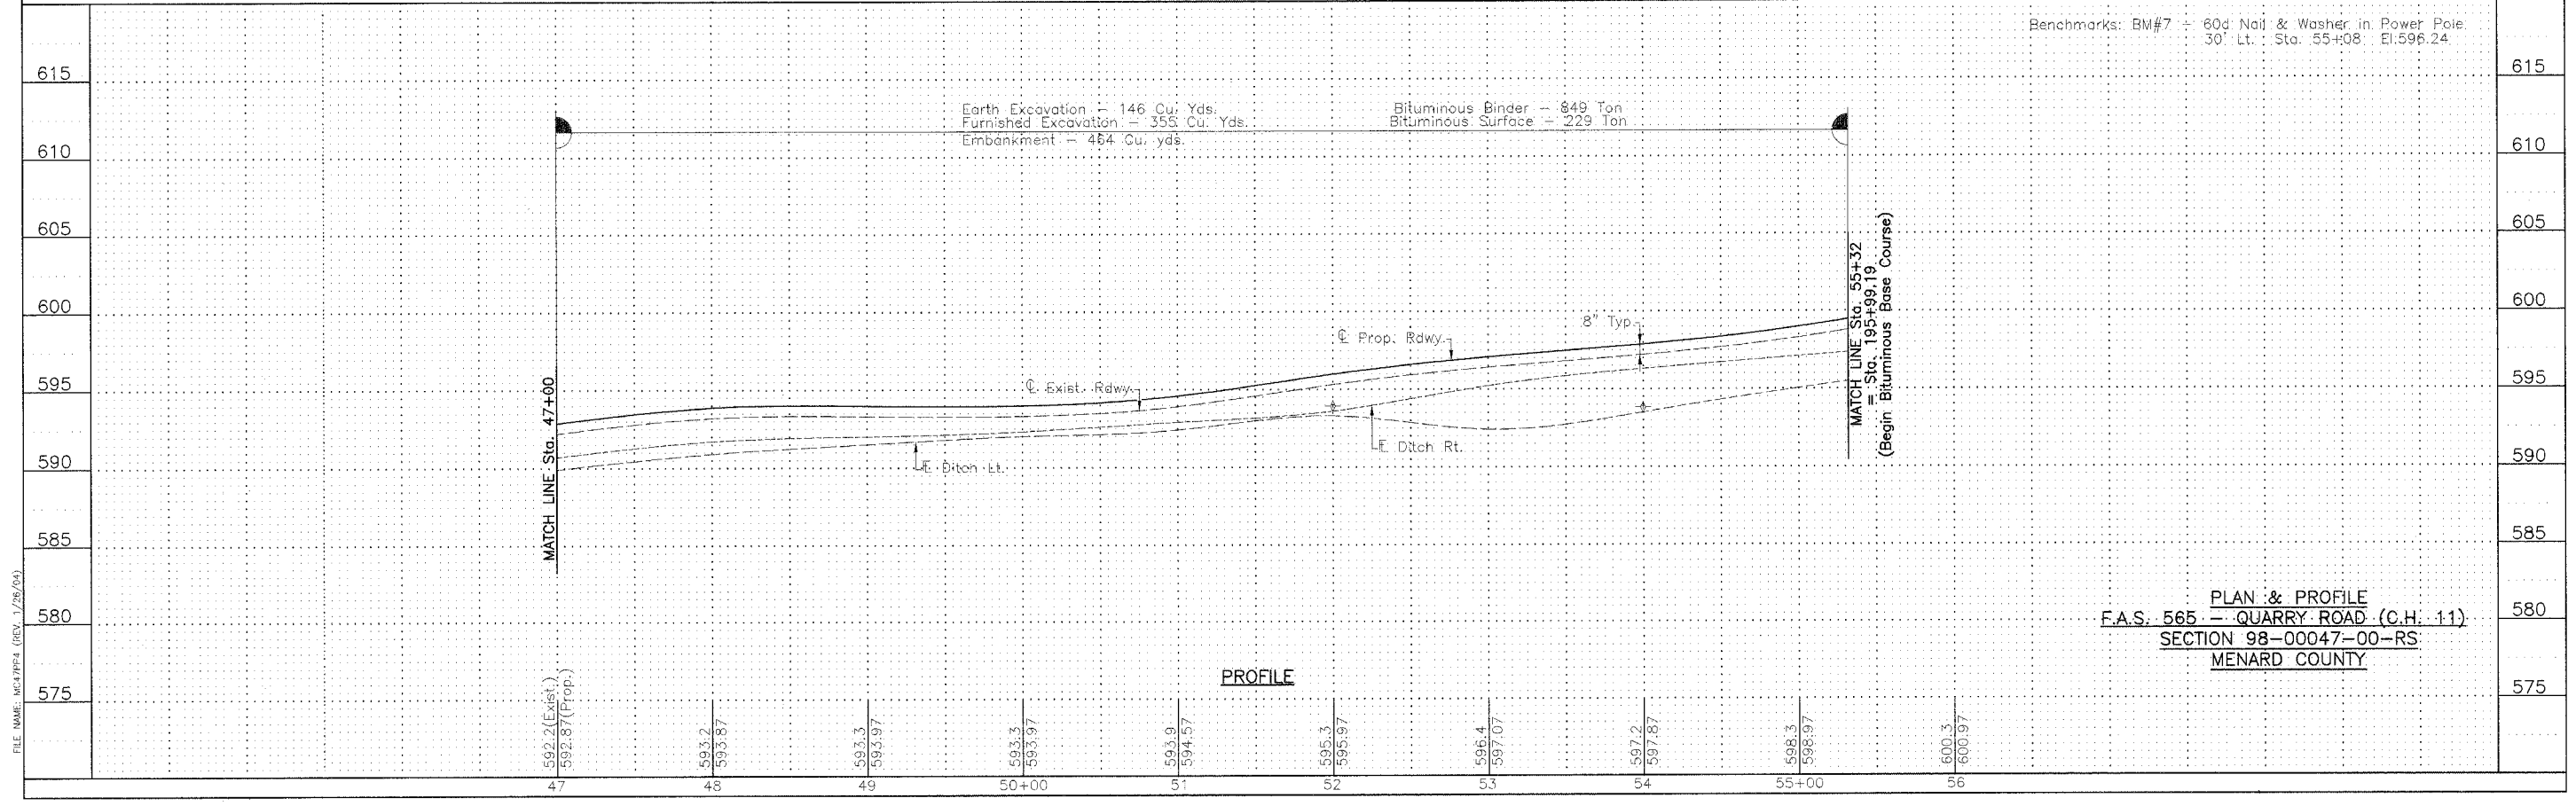 Benchmarks: BM#7 - 60d Nail & Washer in Power Pole
30' Lt. Sta. 55+08 El.596.24
615
615
Earth Excavation - 146 Cu. Yds.
Furnished Excavation - 355 Cu. Yds.
Embankment - 464 Cu. yds.
Bituminous Binder - 849 Ton
Bituminous Surface - 229 Ton
610
610
605
605
600
600
595
595
590
590
585
585
580
580
575
575
MATCH LINE Sta. 47+00
℄ Exist. Rdwy.
℄ Prop. Rdwy.
8" Typ.
Ditch Lt.
Ditch Rt.
MATCH LINE Sta. 55+32
= Sta. 195+99.19
(Begin Bituminous Base Course)
PLAN & PROFILE
F.A.S. 565 - QUARRY ROAD (C.H. 11)
SECTION 98-00047-00-RS
MENARD COUNTY
PROFILE
FILE NAME: MC47PP4 (REV. 1/26/04)
592.2(Exist.)
592.87(Prop.)
593.2
593.87
593.3
593.97
593.3
593.97
593.9
594.57
595.3
595.97
596.4
597.07
597.2
597.87
598.3
598.97
600.3
600.97
47
48
49
50+00
51
52
53
54
55+00
56